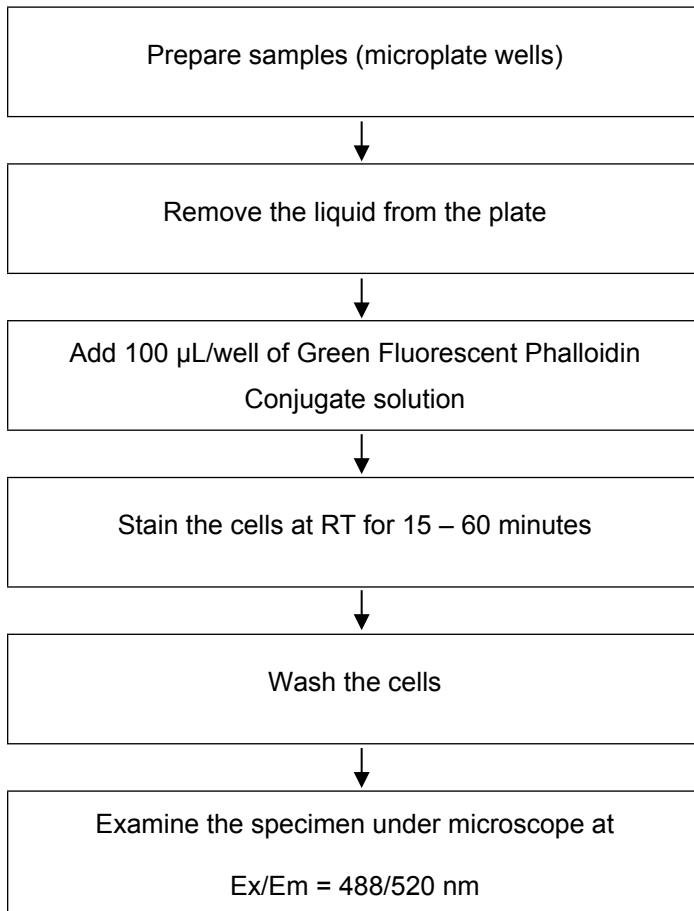 Prepare samples (microplate wells)
Remove the liquid from the plate
Add 100 µL/well of Green Fluorescent Phalloidin
Conjugate solution
Stain the cells at RT for 15 – 60 minutes
Wash the cells
Examine the specimen under microscope at
Ex/Em = 488/520 nm